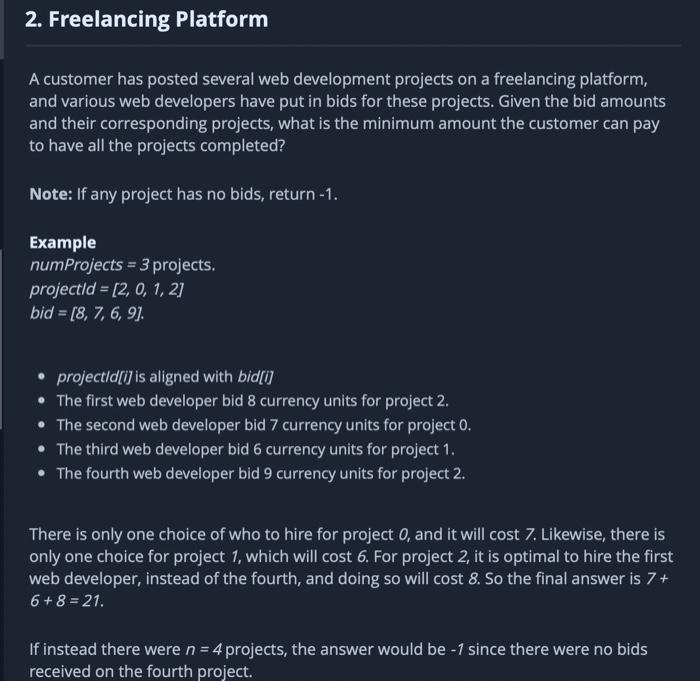 2. Freelancing Platform
A customer has posted several web development projects on a freelancing platform,
and various web developers have put in bids for these projects. Given the bid amounts
and their corresponding projects, what is the minimum amount the customer can pay
to have all the projects completed?
Note: If any project has no bids, return -1.
Example
numProjects = 3 projects.
projectId = [2, 0, 1, 2]
bid = [8, 7, 6, 9].
• projectId[i] is aligned with bid[i]
• The first web developer bid 8 currency units for project 2.
• The second web developer bid 7 currency units for project 0.
• The third web developer bid 6 currency units for project 1.
• The fourth web developer bid 9 currency units for project 2.
There is only one choice of who to hire for project 0, and it will cost 7. Likewise, there is
only one choice for project 1, which will cost 6. For project 2, it is optimal to hire the first
web developer, instead of the fourth, and doing so will cost 8. So the final answer is 7 +
6 + 8 = 21.
If instead there were n = 4 projects, the answer would be -1 since there were no bids
received on the fourth project.